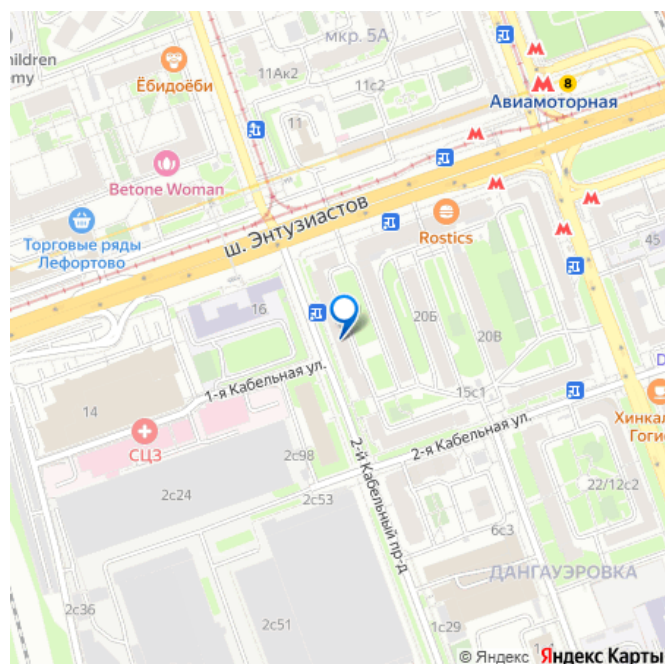 мкр. 5А
hildren
emy
Ёбидоёби
11Ак2
11с2
8
Авиамоторная
11
Betone Woman
Торговые ряды
Лефортово
ш. Энтузиастов
Rostics
45
16
20Б
20В
1-я Кабельная ул.
15с1
14
СЦЗ
2с98
2-я Кабельная ул.
Хинкал
Гоги
2-й Кабельный пр-д
2с24
2с53
22/12с2
6с3
ДАНГАУЭРОВКА
2с36
2с51
1с29
© Яндекс Яндекс Карты